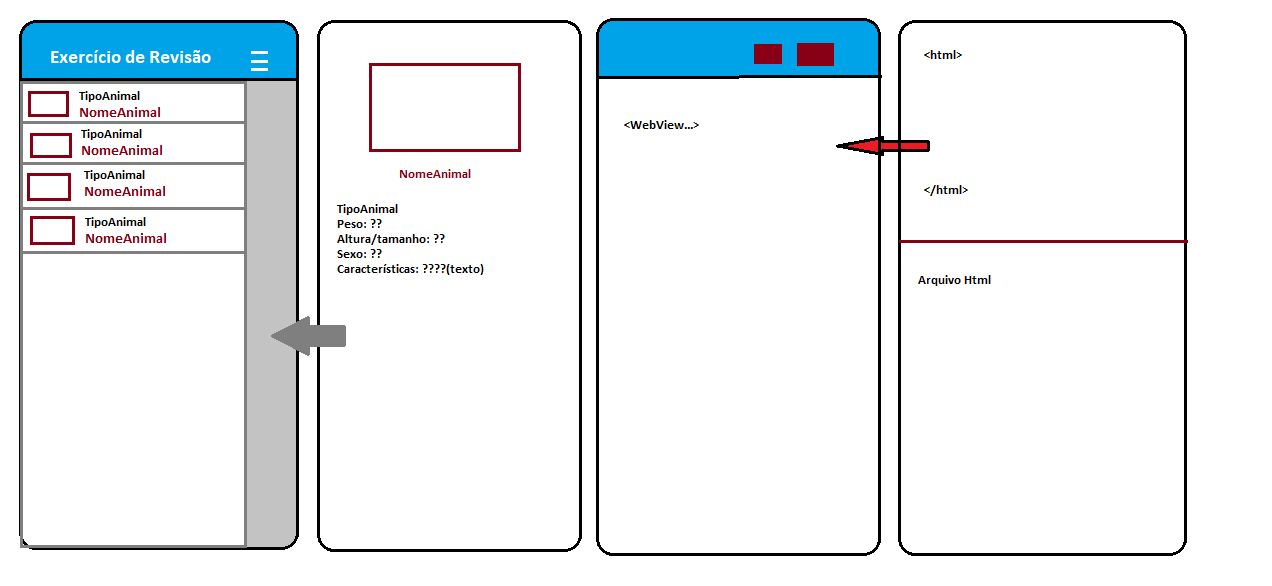 Exercício de Revisão
TipoAnimal
NomeAnimal
TipoAnimal
NomeAnimal
TipoAnimal
NomeAnimal
TipoAnimal
NomeAnimal
NomeAnimal
TipoAnimal
Peso: ??
Altura/tamanho: ??
Sexo: ??
Características: ????(texto)
<WebView...>
<html>
</html>
Arquivo Html